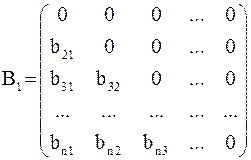 0 0 0 ... 0
b₂₁ 0 0 ... 0
B₁ = b₃₁ b₃₂ 0 ... 0
... ... ... ... ...
bₙ₁ bₙ₂ bₙ₃ ... 0